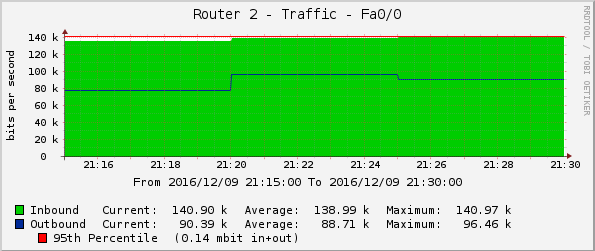 Router 2 - Traffic - Fa0/0
RRDTOOL / TOBI OETIKER
bits per second
140 k
120 k
100 k
80 k
60 k
40 k
20 k
0
21:16 21:18 21:20 21:22 21:24 21:26 21:28 21:30
From 2016/12/09 21:15:00 To 2016/12/09 21:30:00
Inbound Current: 140.90 k Average: 138.99 k Maximum: 140.97 k
Outbound Current: 90.39 k Average: 88.71 k Maximum: 96.46 k
95th Percentile (0.14 mbit in+out)